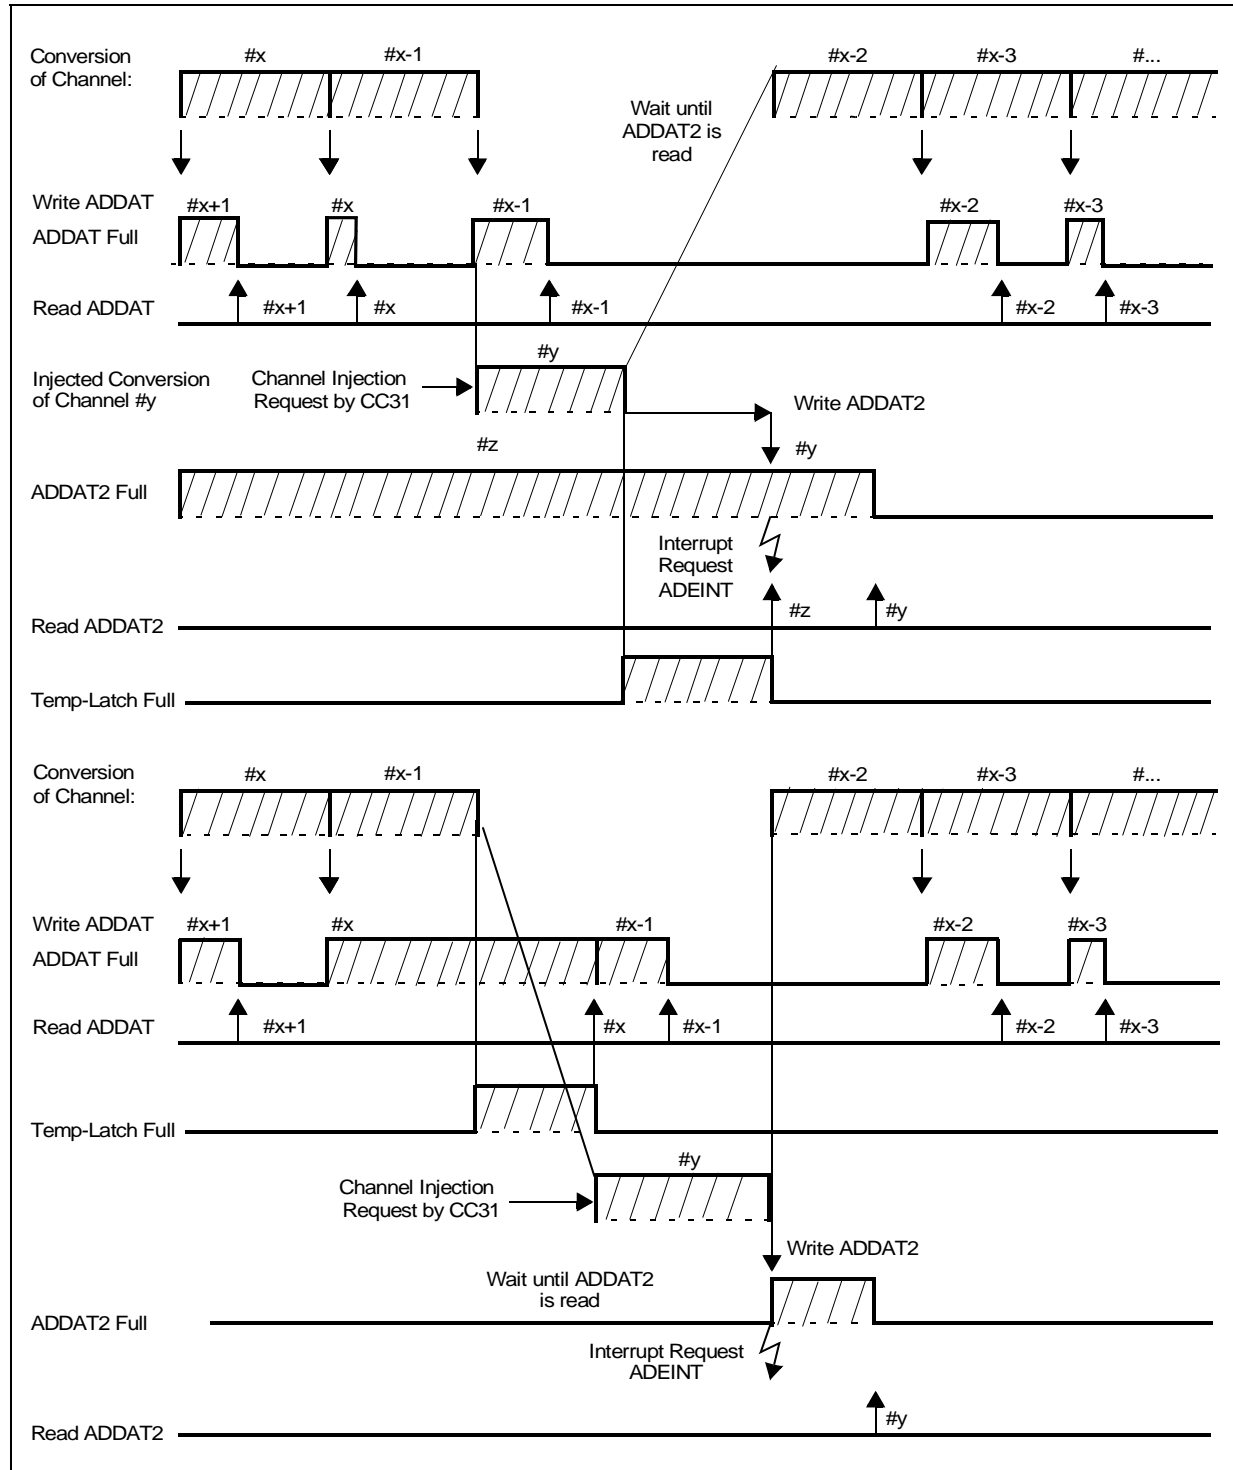 #x #x-1 #x-2 #x-3 #...
Conversion
of Channel:
Wait until
ADDAT2 is
read
Write ADDAT
#x+1 #x #x-1 #x-2 #x-3
ADDAT Full
Read ADDAT #x+1 #x #x-1 #x-2 #x-3
#y
Injected Conversion
of Channel #y
Channel Injection
Request by CC31
Write ADDAT2
#z #y
ADDAT2 Full
Interrupt
Request
ADEINT
#z #y
Read ADDAT2
Temp-Latch Full
Conversion
of Channel:
#x #x-1 #x-2 #x-3 #...
Write ADDAT #x+1 #x #x-1 #x-2 #x-3
ADDAT Full
Read ADDAT #x+1 #x #x-1 #x-2 #x-3
Temp-Latch Full
#y
Channel Injection
Request by CC31
Write ADDAT2
Wait until ADDAT2
is read
ADDAT2 Full
Interrupt Request
ADEINT
#y
Read ADDAT2